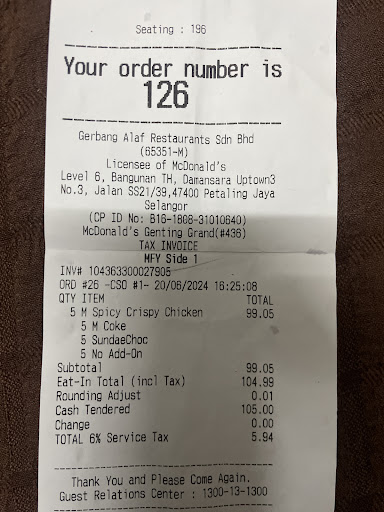 Seating : 196
Your order number is
126
Gerbang Alaf Restaurants Sdn Bhd
(65351-M)
Licensee of McDonald's
Level 6, Bangunan TH, Damansara Uptown3
No.3, Jalan SS21/39,47400 Petaling Jaya
Selangor
(CP ID No: B16-1808-31010640)
McDonald's Genting Grand(#436)
TAX INVOICE
MFY Side 1
INV# 104363300027905
ORD #26 -CSO #1- 20/06/2024 16:25:08
QTY ITEM TOTAL
5 M Spicy Crispy Chicken 99.05
5 M Coke
5 SundaeChoc
5 No Add-On
Subtotal 99.05
Eat-In Total (incl Tax) 104.99
Rounding Adjust 0.01
Cash Tendered 105.00
Change 0.00
TOTAL 6% Service Tax 5.94
Thank You and Please Come Again.
Guest Relations Center : 1300-13-1300